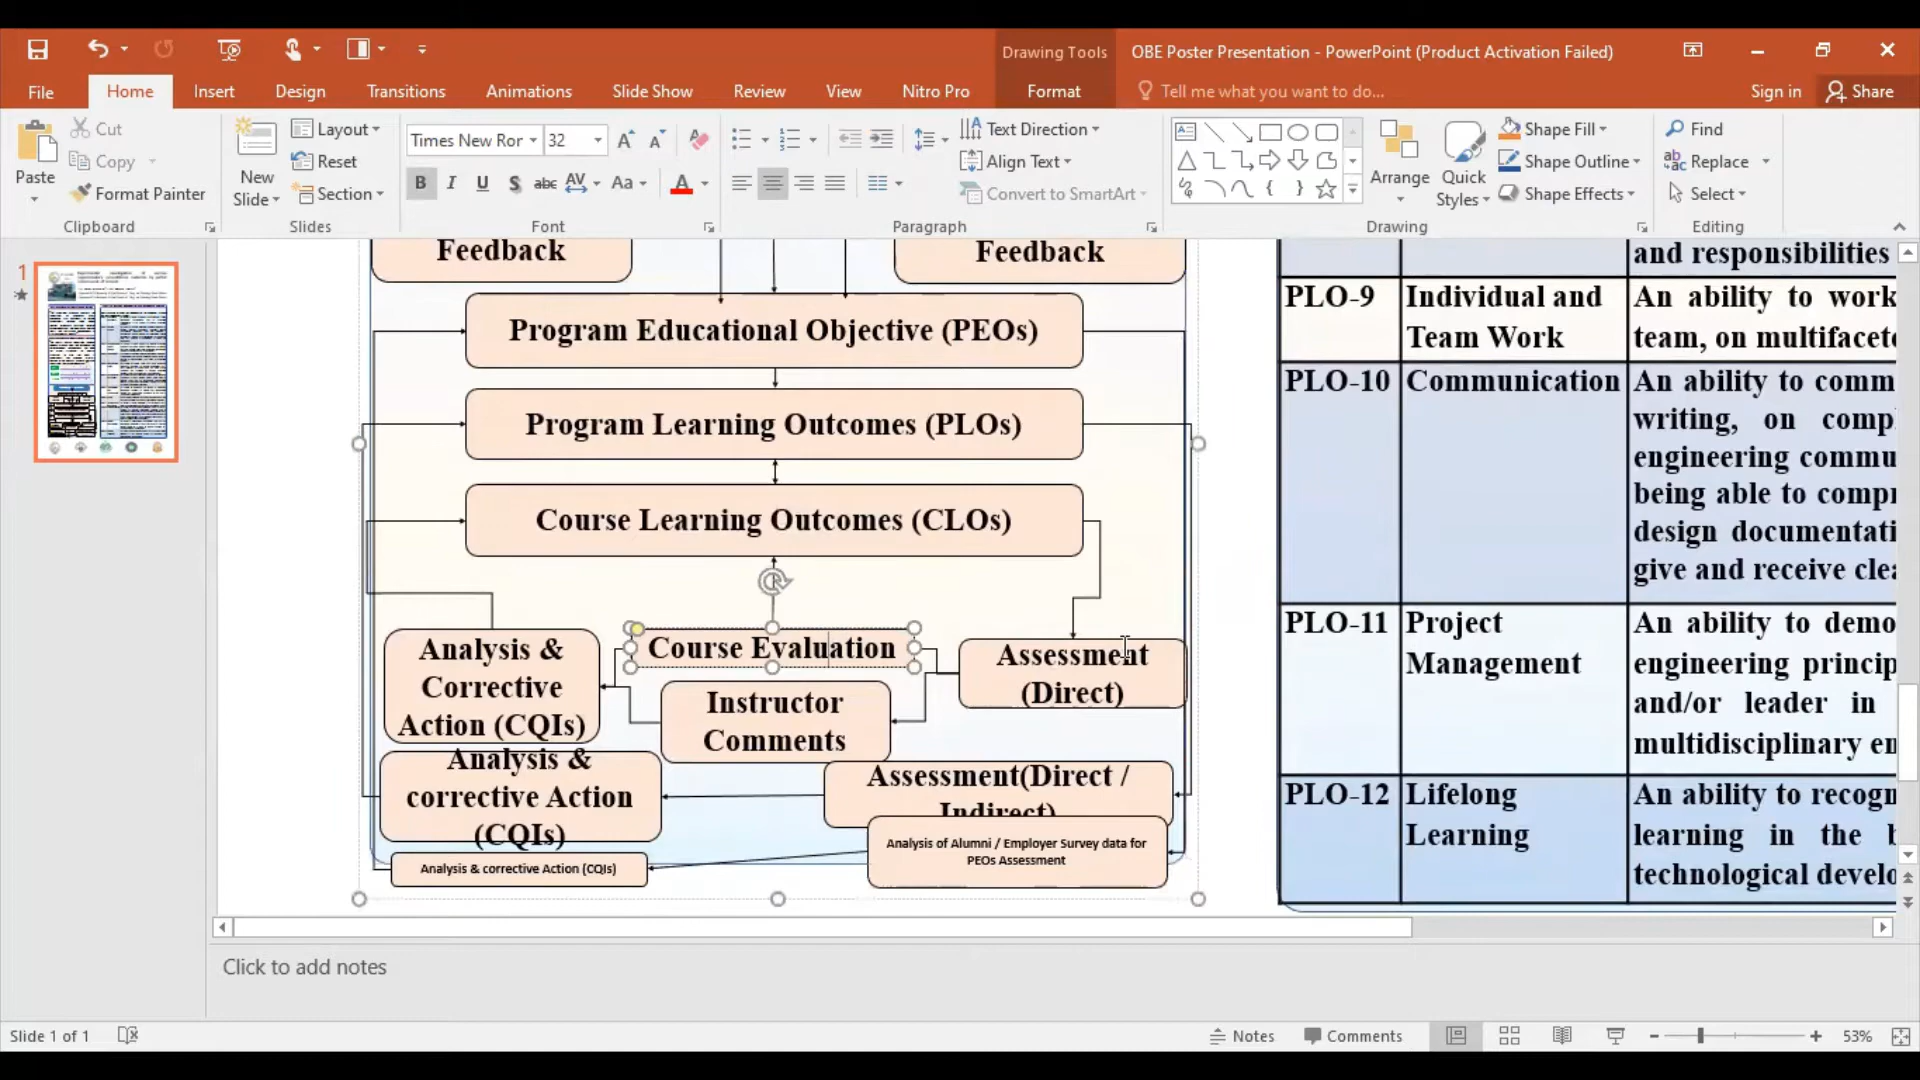 Drawing Tools
OBE Poster Presentation - PowerPoint (Product Activation Failed)
File
Home
Insert
Design
Transitions
Animations
Slide Show
Review
View
Nitro Pro
Format
Tell me what you want to do...
Sign in
Share
Paste
Cut
Copy
Format Painter
Clipboard
New Slide
Layout
Reset
Section
Slides
Times New Ror
32
B I U S abc AV Aa A
Font
Text Direction
Align Text
Convert to SmartArt
Paragraph
Arrange
Quick Styles
Shape Fill
Shape Outline
Shape Effects
Drawing
Find
Replace
Select
Editing
1
Feedback
Feedback
Program Educational Objective (PEOs)
Program Learning Outcomes (PLOs)
Course Learning Outcomes (CLOs)
Analysis &
Corrective
Action (CQIs)
Course Evaluation
Instructor
Comments
Assessment
(Direct)
Analysis &
corrective Action
(CQIs)
Assessment(Direct /
Indirect)
Analysis & corrective Action (CQIs)
Analysis of Alumni / Employer Survey data for
PEOs Assessment
and responsibilities
PLO-9
Individual and
Team Work
An ability to work
team, on multifacete
PLO-10
Communication
An ability to comm
writing, on comp
engineering commu
being able to compr
design documentati
give and receive clea
PLO-11
Project
Management
An ability to demo
engineering princip
and/or leader in
multidisciplinary en
PLO-12
Lifelong
Learning
An ability to recogn
learning in the b
technological develo
Click to add notes
Slide 1 of 1
Notes
Comments
53%